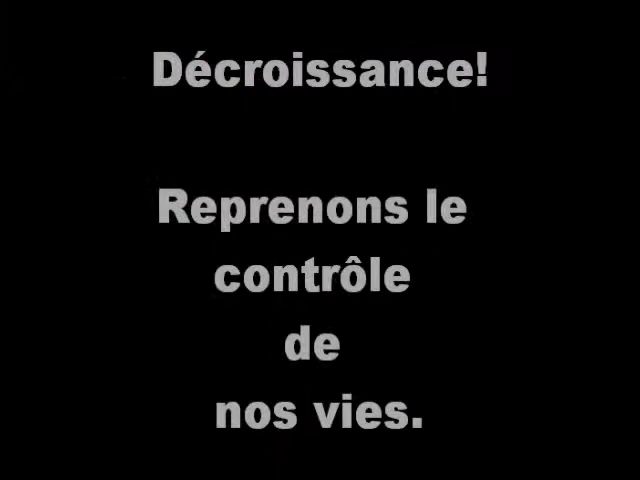 Décroissance!
Reprenons le
contrôle
de
nos vies.